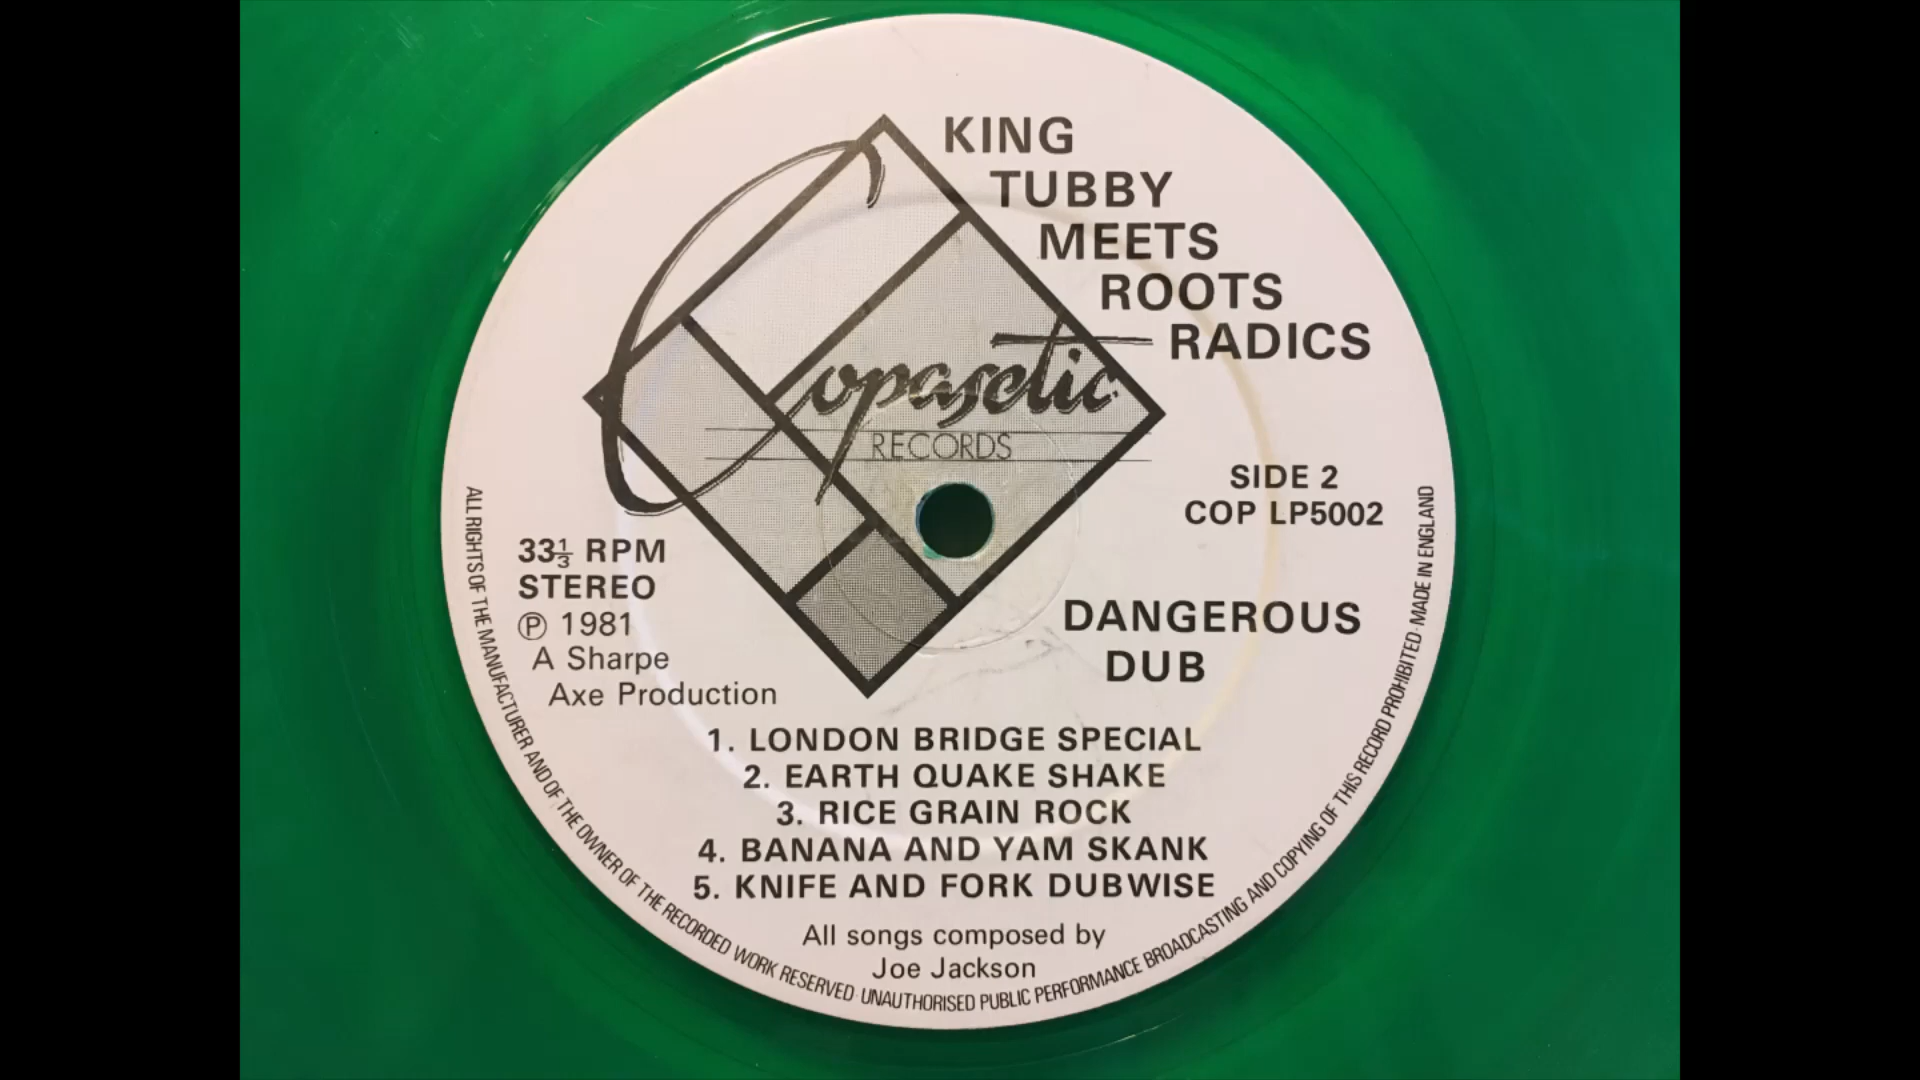 KING
TUBBY
MEETS
ROOTS
RADICS
Copasetic
RECORDS
SIDE 2
COP LP5002
33⅓ RPM
STEREO
℗ 1981
A Sharpe
Axe Production
DANGEROUS
DUB
1. LONDON BRIDGE SPECIAL
2. EARTH QUAKE SHAKE
3. RICE GRAIN ROCK
4. BANANA AND YAM SKANK
5. KNIFE AND FORK DUBWISE
All songs composed by
Joe Jackson
ALL RIGHTS OF THE MANUFACTURER AND OF THE OWNER OF THE RECORDED WORK RESERVED · UNAUTHORISED PUBLIC PERFORMANCE BROADCASTING AND COPYING OF THIS RECORD PROHIBITED · MADE IN ENGLAND